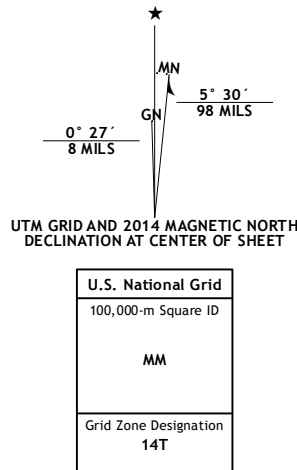 MN
GN
5° 30´
98 MILS
0° 27´
8 MILS
UTM GRID AND 2014 MAGNETIC NORTH
DECLINATION AT CENTER OF SHEET
U.S. National Grid
100,000-m Square ID
MM
Grid Zone Designation
14T